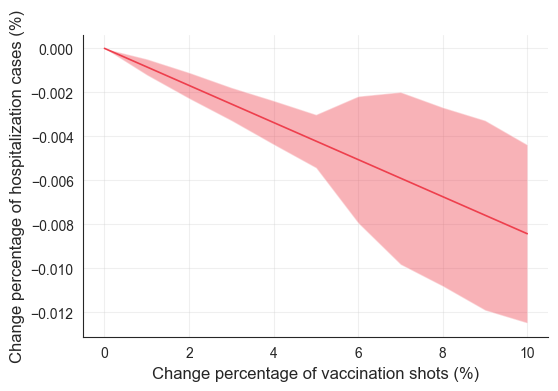 Change percentage of hospitalization cases (%)
0.000
−0.002
−0.004
−0.006
−0.008
−0.010
−0.012
0 2 4 6 8 10
Change percentage of vaccination shots (%)